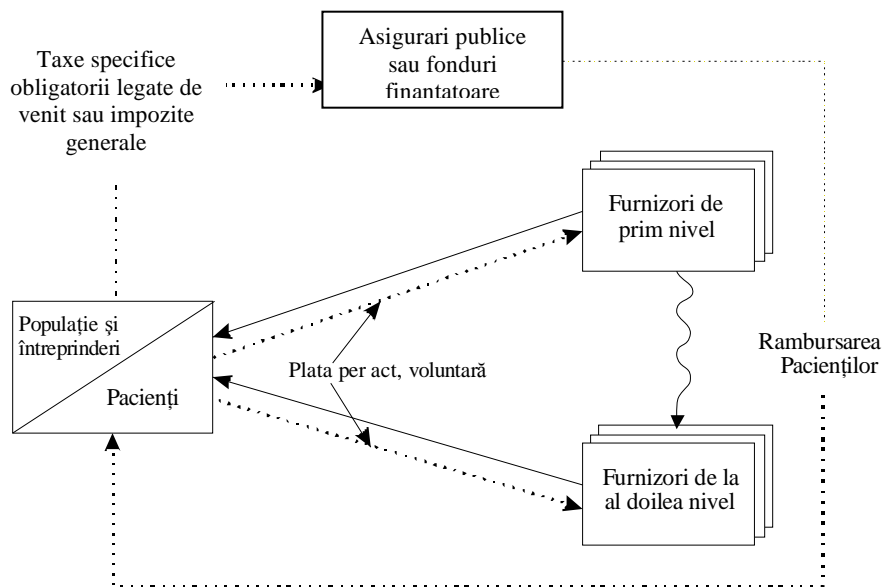 Asigurari publice
sau fonduri
finantatoare
Taxe specifice
obligatorii legate de
venit sau impozite
generale
Furnizori de
prim nivel
Populație şi
întreprinderi
Pacienți
Plata per act, voluntară
Rambursarea
Pacienților
Furnizori de la
al doilea nivel